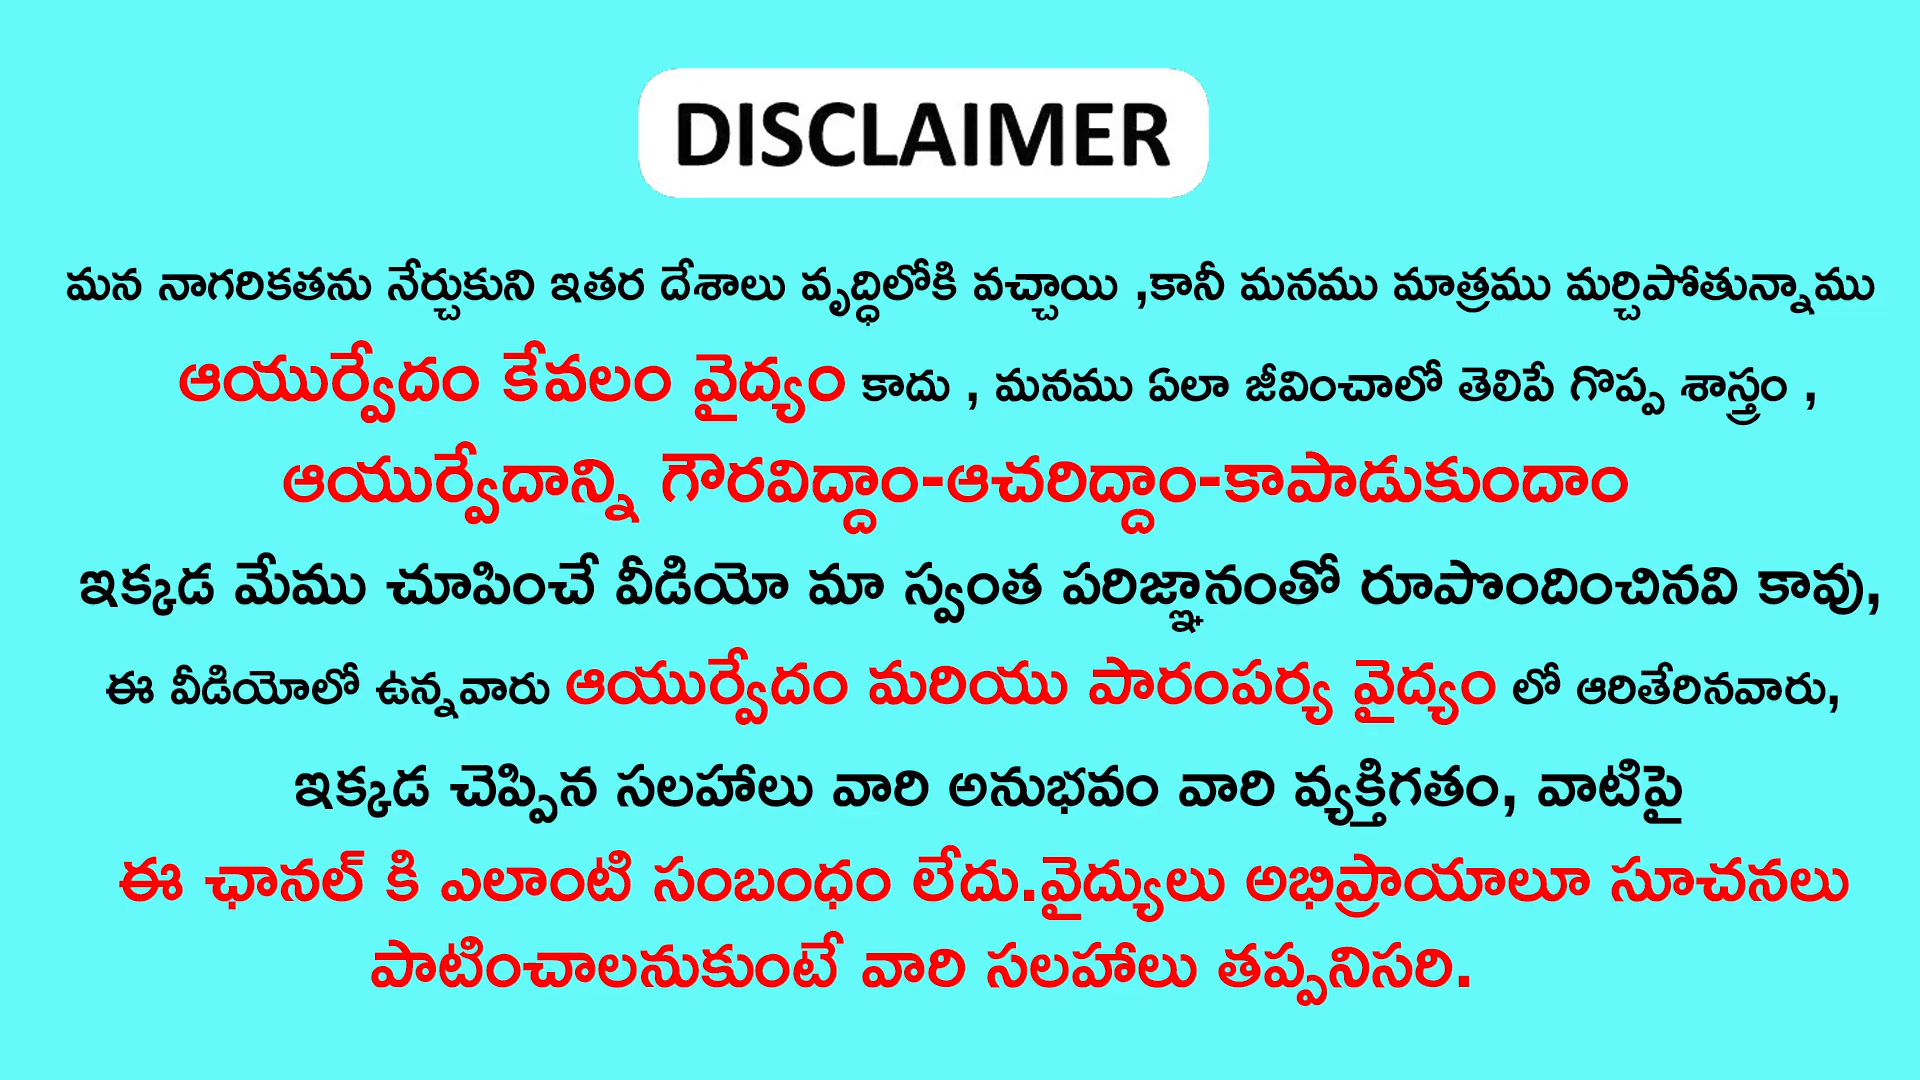 DISCLAIMER
మన నాగరికతను నేర్చుకుని ఇతర దేశాలు వృద్ధిలోకి వచ్చాయి ,కానీ మనము మాత్రము మర్చిపోతున్నాము
ఆయుర్వేదం కేవలం వైద్యం కాదు , మనము ఏలా జీవించాలో తెలిపే గొప్ప శాస్త్రం ,
ఆయుర్వేదాన్ని గౌరవిద్దాం-ఆచరిద్దాం-కాపాడుకుందాం
ఇక్కడ మేము చూపించే వీడియో మా స్వంత పరిజ్ఞానంతో రూపొందించినవి కావు,
ఈ వీడియోలో ఉన్నవారు ఆయుర్వేదం మరియు పారంపర్య వైద్యం లో ఆరితేరినవారు,
ఇక్కడ చెప్పిన సలహాలు వారి అనుభవం వారి వ్యక్తిగతం, వాటిపై
ఈ ఛానల్ కి ఎలాంటి సంబంధం లేదు.వైద్యులు అభిప్రాయాలూ సూచనలు
పాటించాలనుకుంటే వారి సలహాలు తప్పనిసరి.